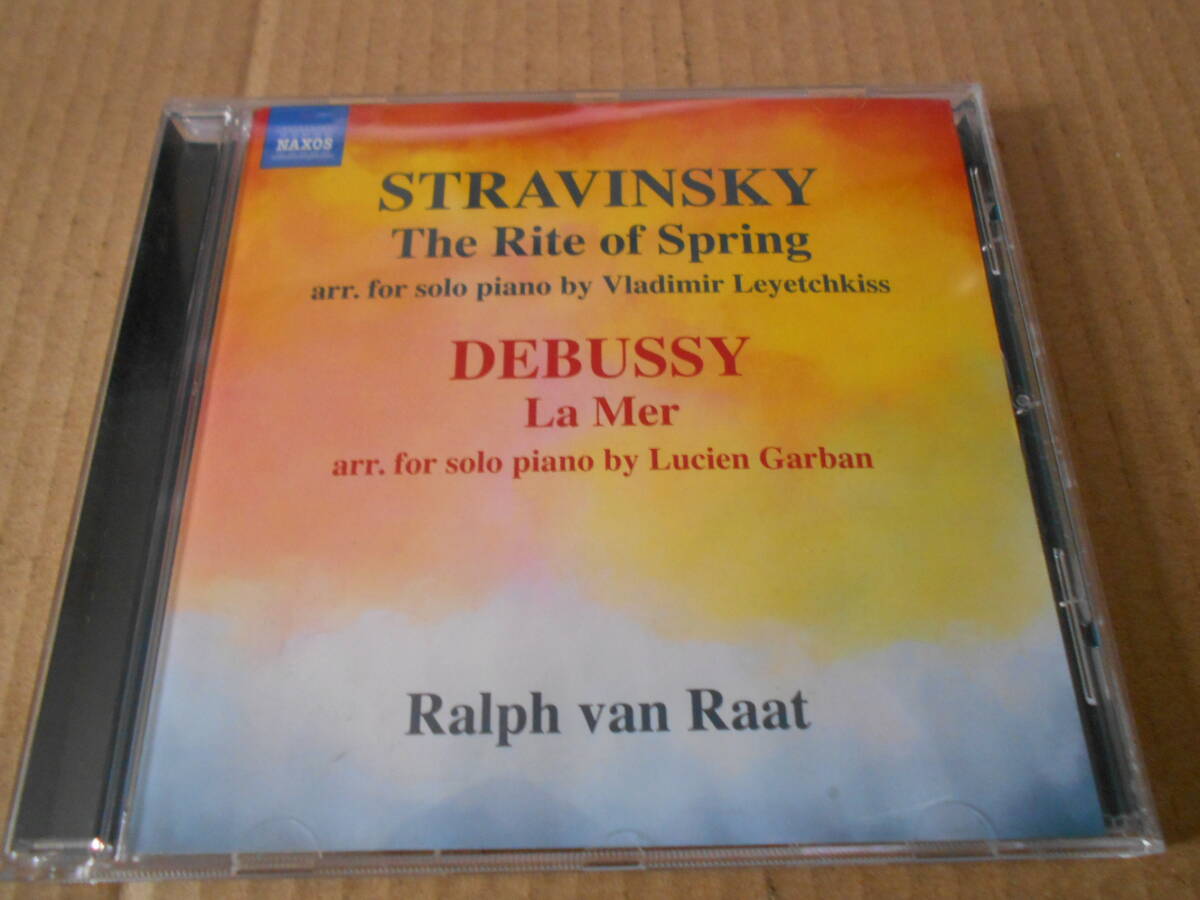 NAXOS
STRAVINSKY
The Rite of Spring
arr. for solo piano by Vladimir Leyetchkiss
DEBUSSY
La Mer
arr. for solo piano by Lucien Garban
Ralph van Raat